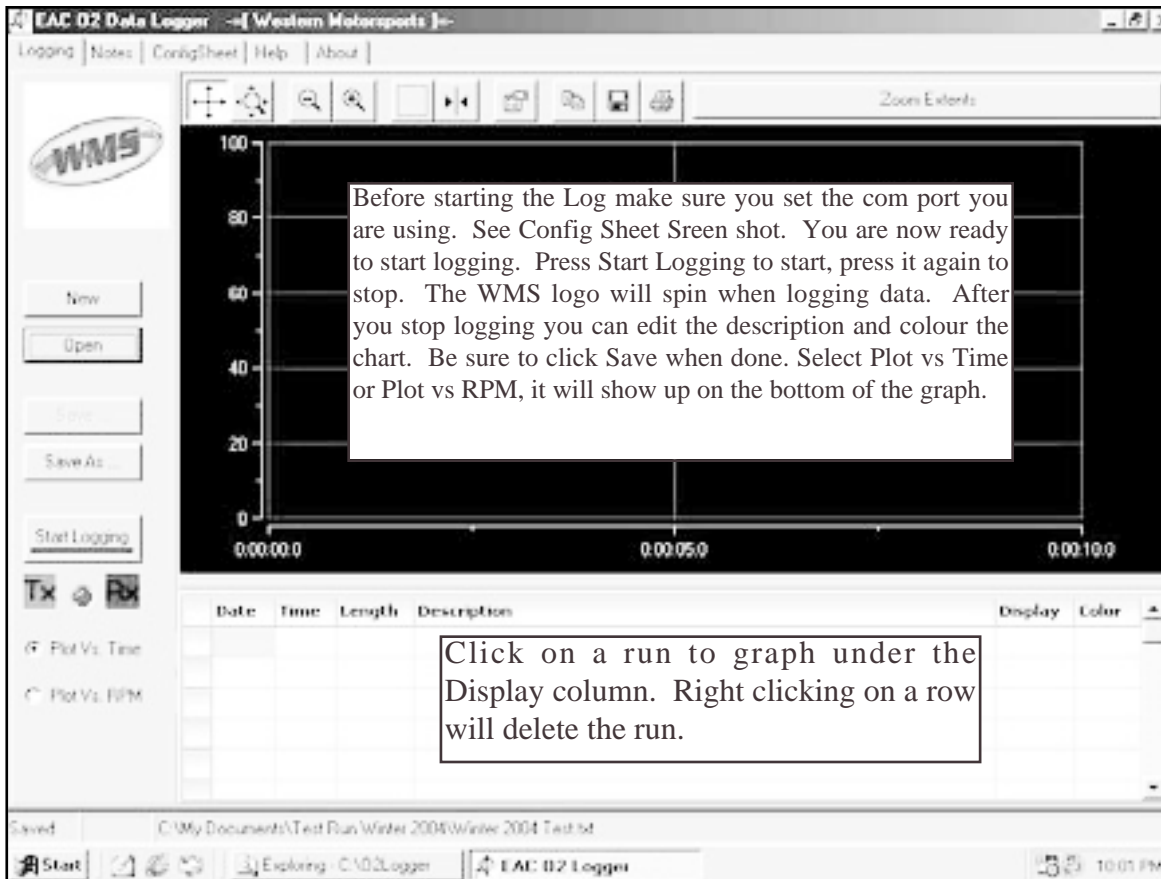 EAC O2 Data Logger -=[ Western Motorsports ]=-
Logging Notes ConfigSheet Help About
Zoom Extents
WMS
100
80
60
40
20
0
0:00:00.0 0:00:05.0 0:00:10.0
Before starting the Log make sure you set the com port you
are using. See Config Sheet Sreen shot. You are now ready
to start logging. Press Start Logging to start, press it again to
stop. The WMS logo will spin when logging data. After
you stop logging you can edit the description and colour the
chart. Be sure to click Save when done. Select Plot vs Time
or Plot vs RPM, it will show up on the bottom of the graph.
New
Open
Save ...
Save As ...
Start Logging
Tx Rx
Plot Vs. Time
Plot Vs. RPM
Date Time Length Description Display Color
Click on a run to graph under the
Display column. Right clicking on a row
will delete the run.
Saved C:\My Documents\Test Run Winter 2004\Winter 2004 Test.txt
Start Exploring - C:\O2Logger EAC O2 Logger 10:01 PM